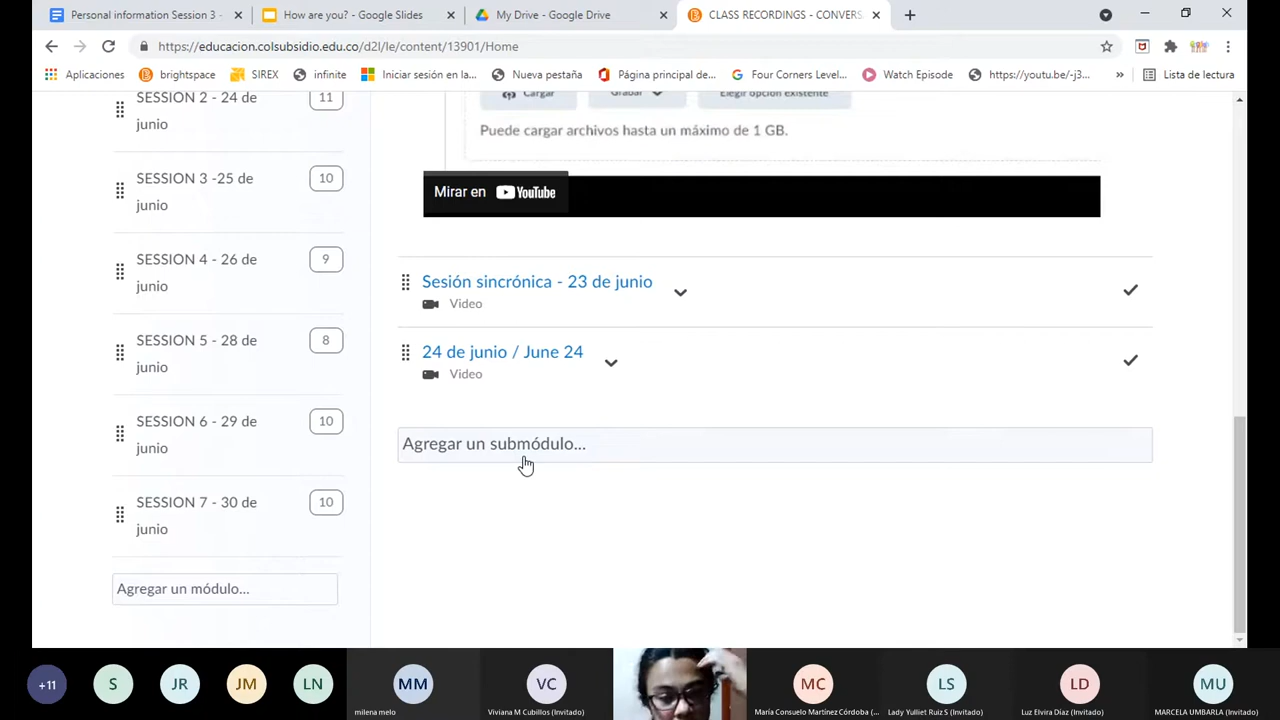 Personal information Session 3 -
How are you? - Google Slides
My Drive - Google Drive
CLASS RECORDINGS - CONVERS
https://educacion.colsubsidio.edu.co/d2l/le/content/13901/Home
Aplicaciones
brightspace
SIREX
infinite
Iniciar sesión en la...
Nueva pestaña
Página principal de...
Four Corners Level...
Watch Episode
https://youtu.be/-j3...
»
Lista de lectura
SESSION 2 - 24 de
junio
11
SESSION 3 -25 de
junio
10
SESSION 4 - 26 de
junio
9
SESSION 5 - 28 de
junio
8
SESSION 6 - 29 de
junio
10
SESSION 7 - 30 de
junio
10
Agregar un módulo...
Cargar
Grabar
Elegir opción existente
Puede cargar archivos hasta un máximo de 1 GB.
Mirar en YouTube
Sesión sincrónica - 23 de junio
Video
24 de junio / June 24
Video
Agregar un submódulo...
+11
S
JR
JM
LN
MM
milena melo
VC
Viviana M Cubillos (Invitado)
MC
María Consuelo Martínez Córdoba (...
LS
Lady Yulliet Ruiz S (Invitado)
LD
Luz Elvira Díaz (Invitado)
MU
MARCELA UMBARLA (Invitado)